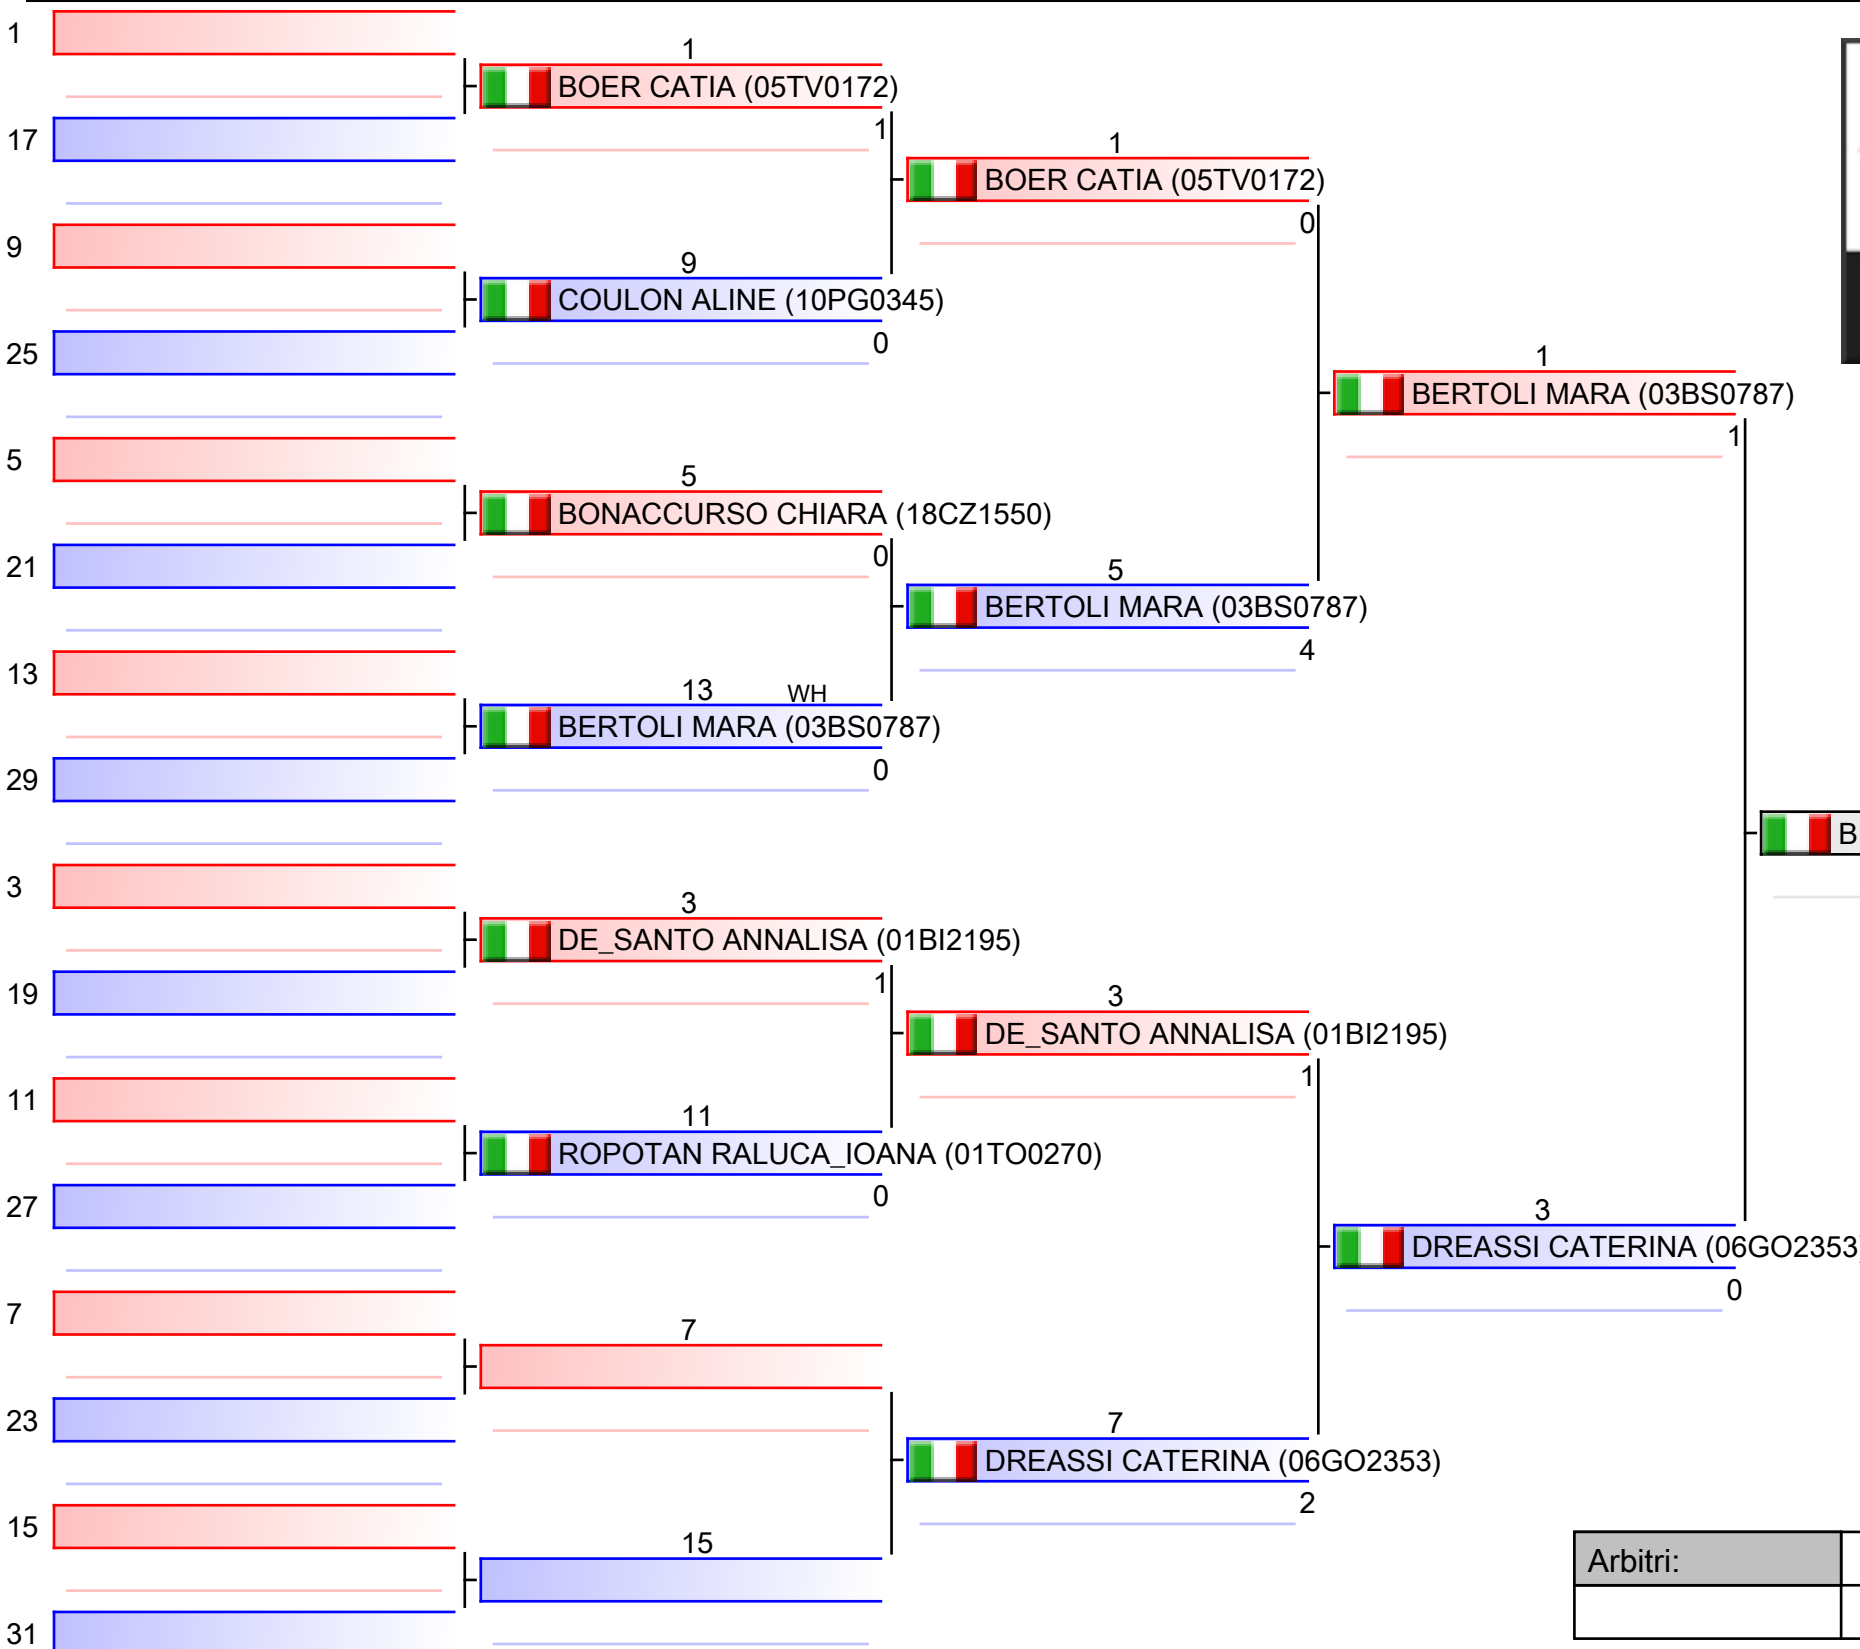 1
17
9
25
5
21
13
29
3
19
11
27
7
23
15
31
1
BOER CATIA (05TV0172)
1
9
COULON ALINE (10PG0345)
0
5
BONACCURSO CHIARA (18CZ1550)
0
13 WH
BERTOLI MARA (03BS0787)
0
3
DE_SANTO ANNALISA (01BI2195)
1
11
ROPOTAN RALUCA_IOANA (01TO0270)
0
7
15
1
BOER CATIA (05TV0172)
0
5
BERTOLI MARA (03BS0787)
4
3
DE_SANTO ANNALISA (01BI2195)
1
7
DREASSI CATERINA (06GO2353)
2
1
BERTOLI MARA (03BS0787)
1
3
DREASSI CATERINA (06GO2353)
0
B
Arbitri: